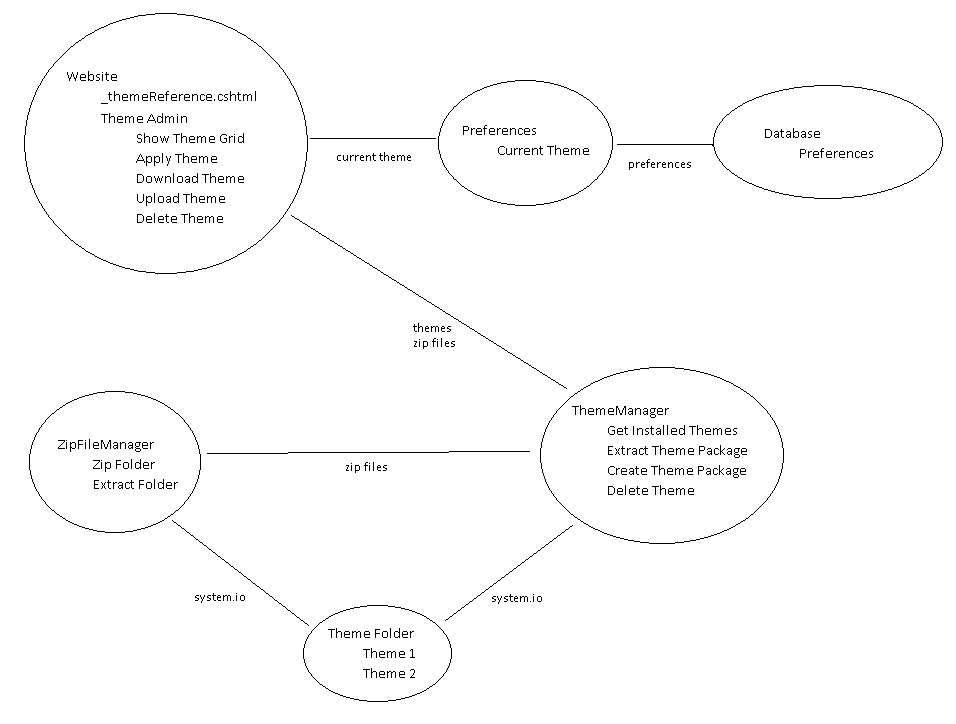 Website
_themeReference.cshtml
Theme Admin
Show Theme Grid
Apply Theme
Download Theme
Upload Theme
Delete Theme
current theme
Preferences
Current Theme
preferences
Database
Preferences
themes
zip files
ThemeManager
Get Installed Themes
Extract Theme Package
Create Theme Package
Delete Theme
ZipFileManager
Zip Folder
Extract Folder
zip files
system.io
system.io
Theme Folder
Theme 1
Theme 2